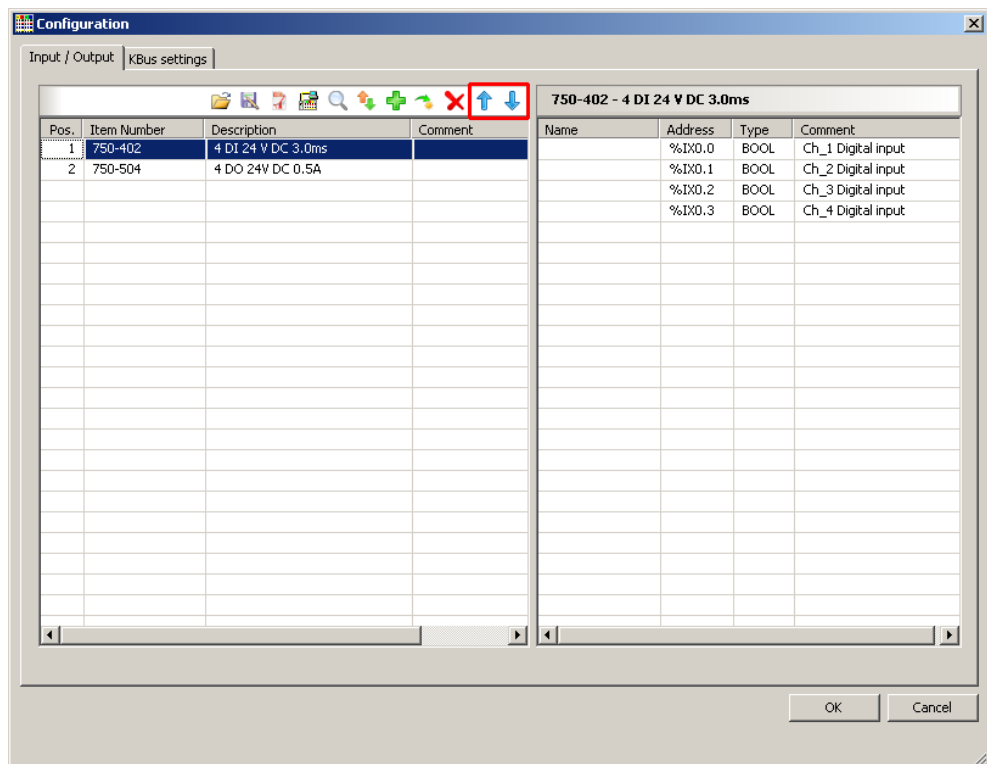 Configuration
Input / Output KBus settings
750-402 - 4 DI 24 V DC 3.0ms
Pos. Item Number Description Comment Name Address Type Comment
1 750-402 4 DI 24 V DC 3.0ms %IX0.0 BOOL Ch_1 Digital input
2 750-504 4 DO 24V DC 0.5A %IX0.1 BOOL Ch_2 Digital input
%IX0.2 BOOL Ch_3 Digital input
%IX0.3 BOOL Ch_4 Digital input
OK Cancel